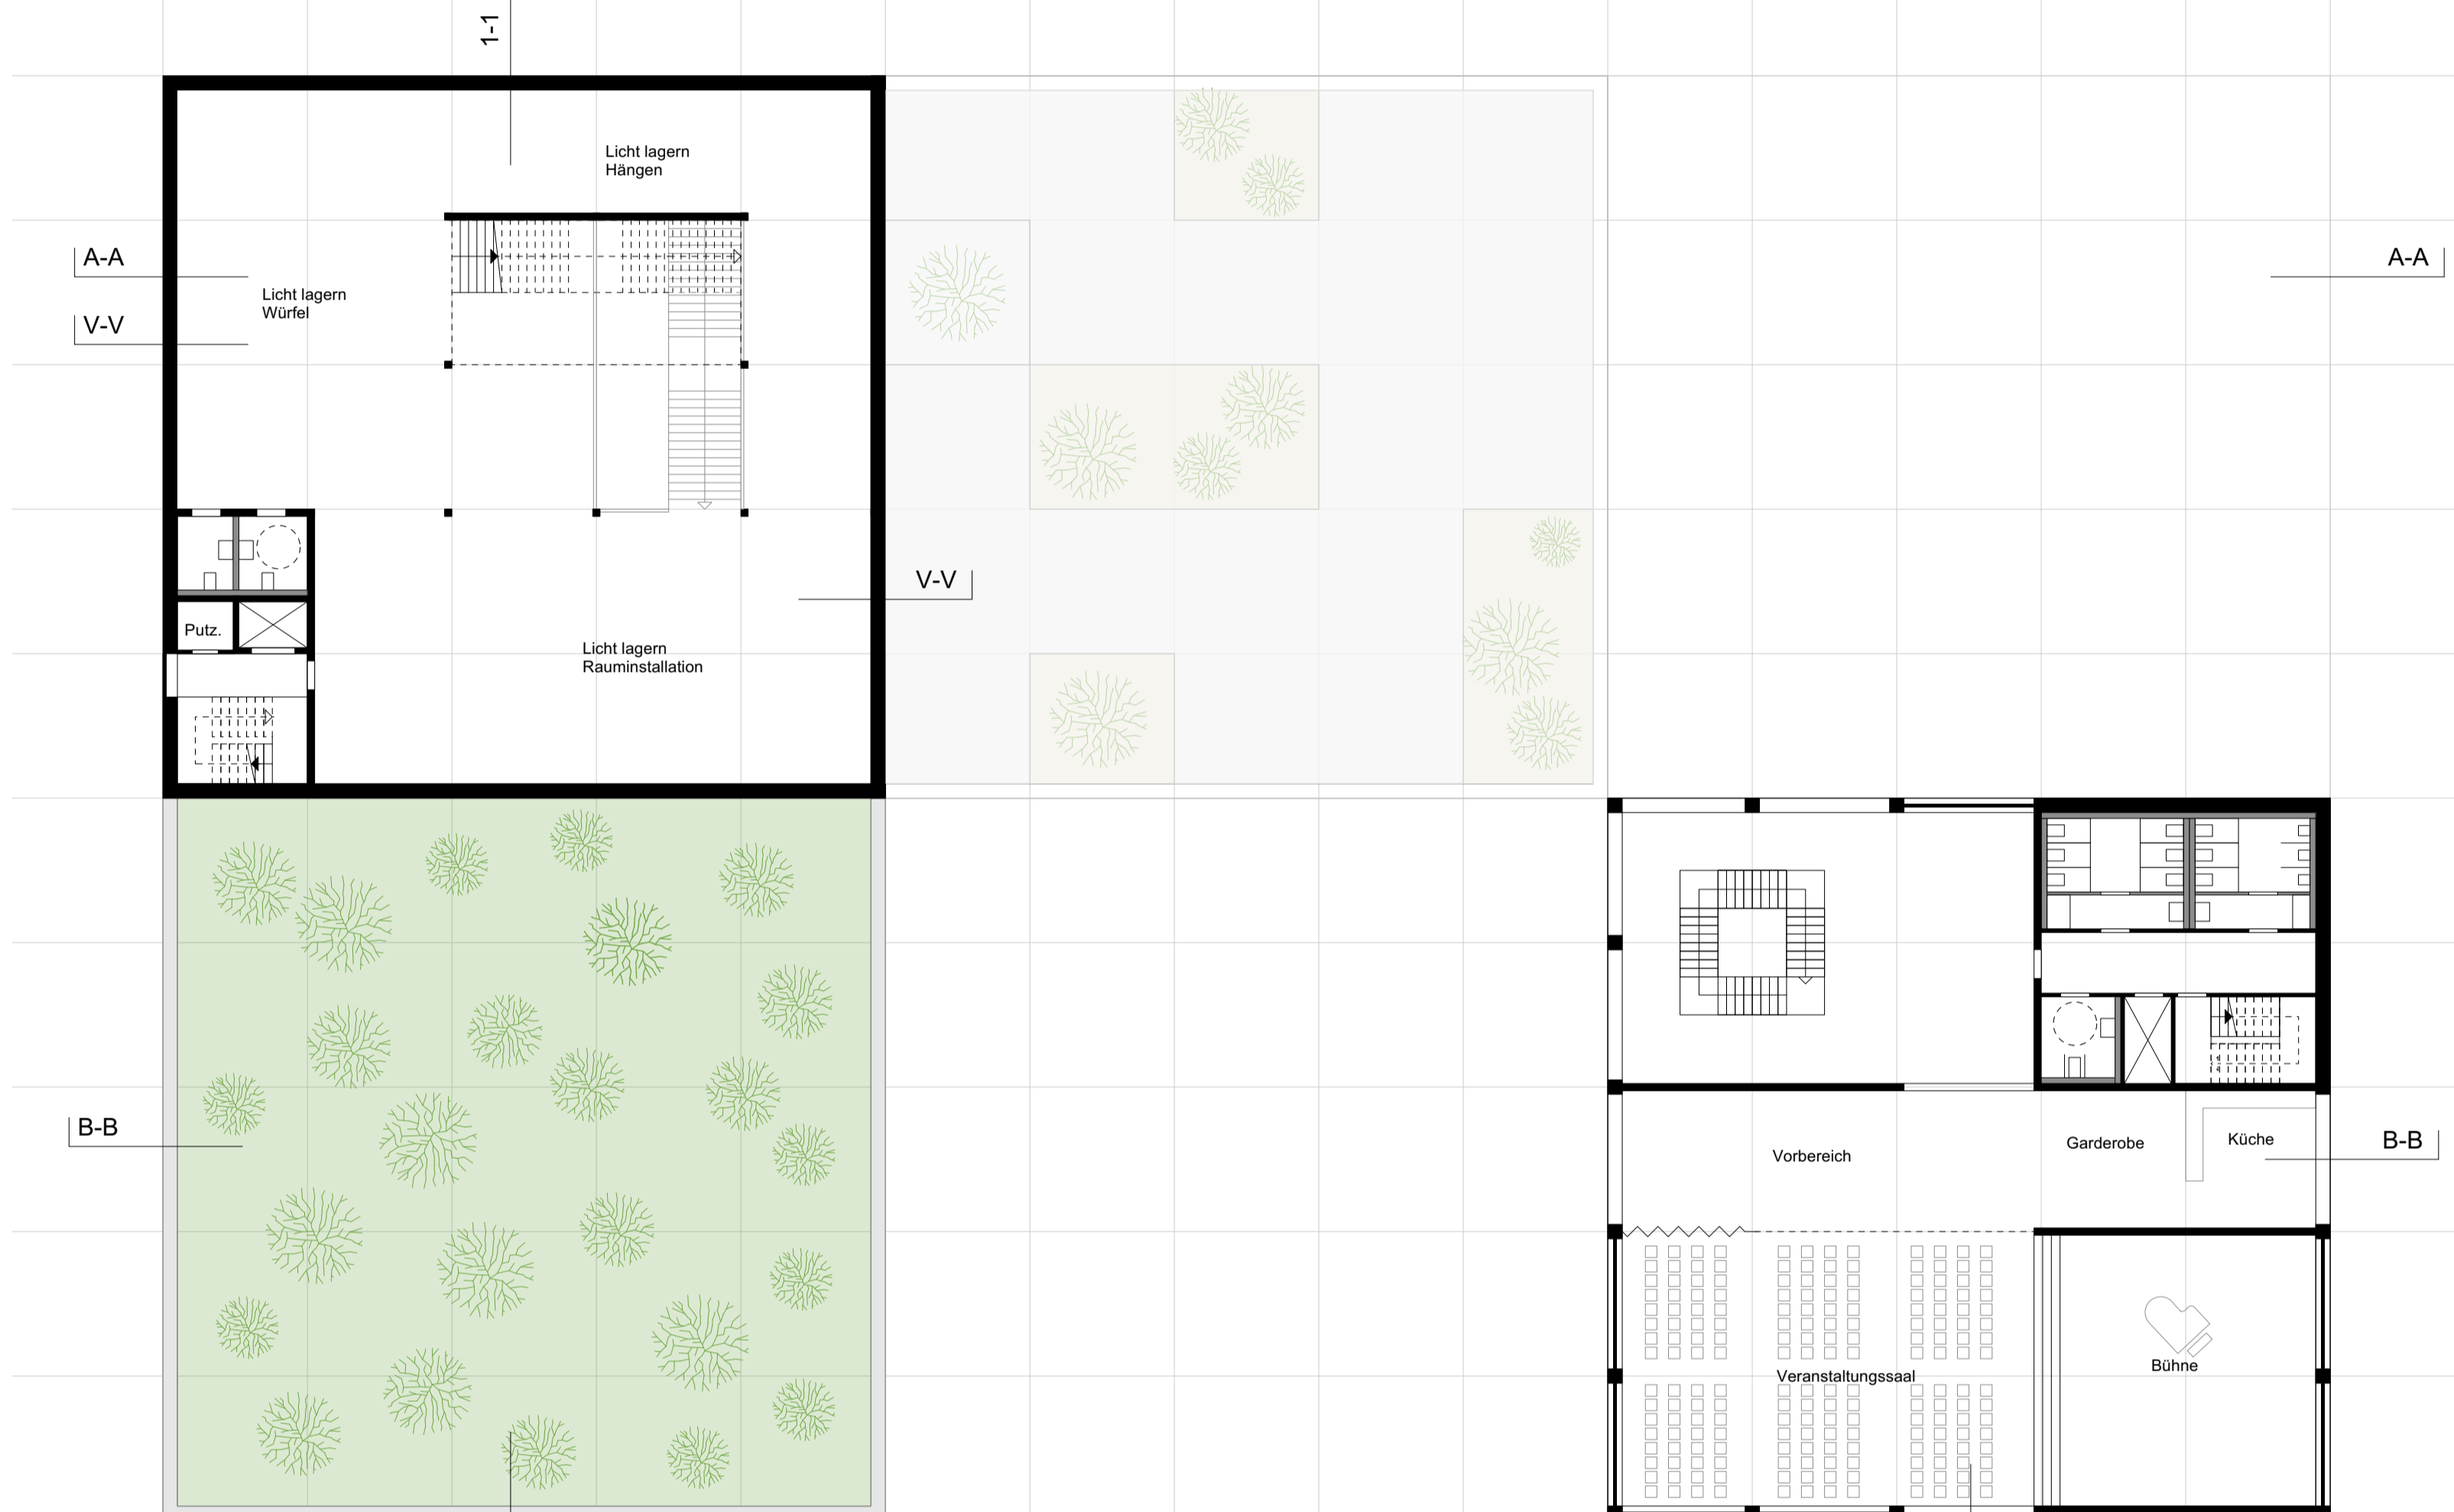 1-1
Licht lagern
Hängen
A-A
A-A
Licht lagern
Würfel
V-V
V-V
Putz.
Licht lagern
Rauminstallation
B-B
Vorbereich
Garderobe
Küche
B-B
Bühne
Veranstaltungssaal